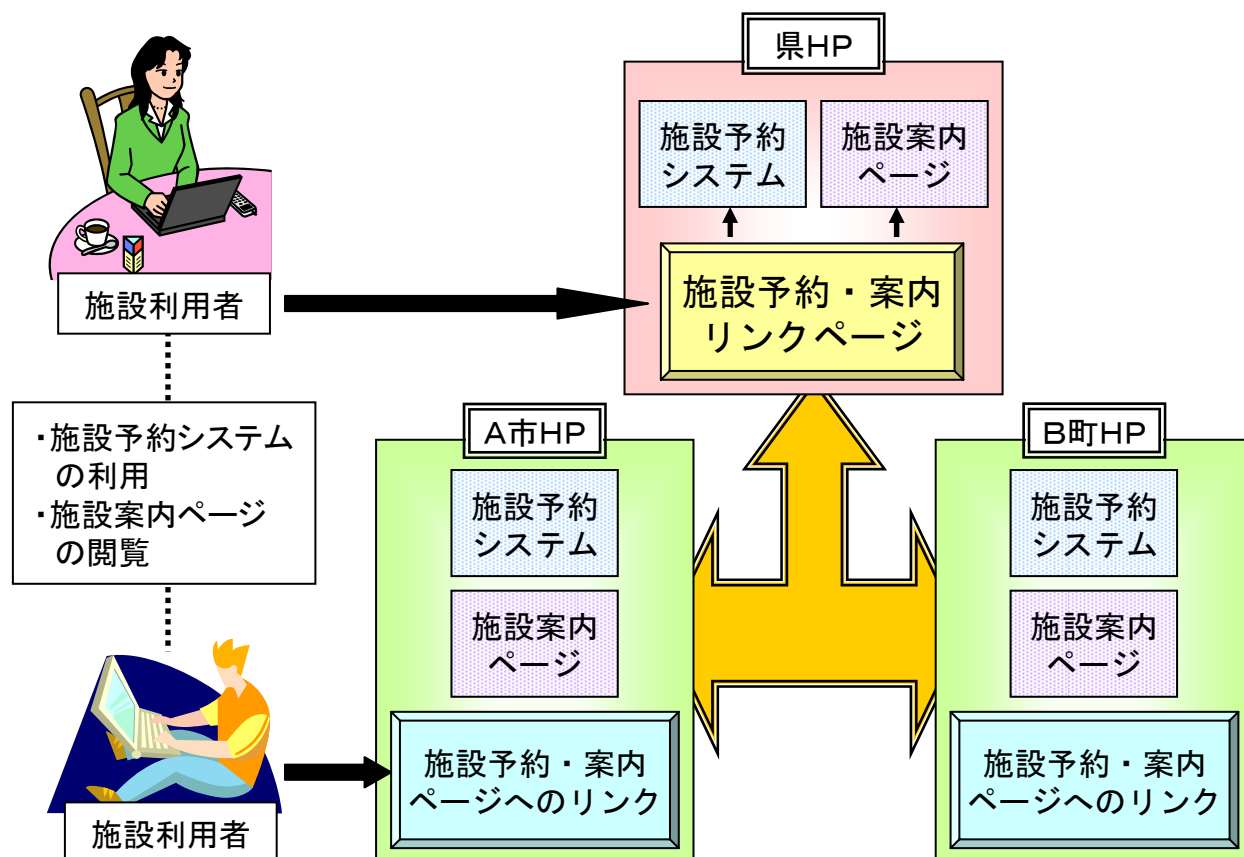 県HP
施設予約
システム
施設案内
ページ
施設予約・案内
リンクページ
施設利用者
・施設予約システム
の利用
・施設案内ページ
の閲覧
施設利用者
A市HP
施設予約
システム
施設案内
ページ
施設予約・案内
ページへのリンク
B町HP
施設予約
システム
施設案内
ページ
施設予約・案内
ページへのリンク